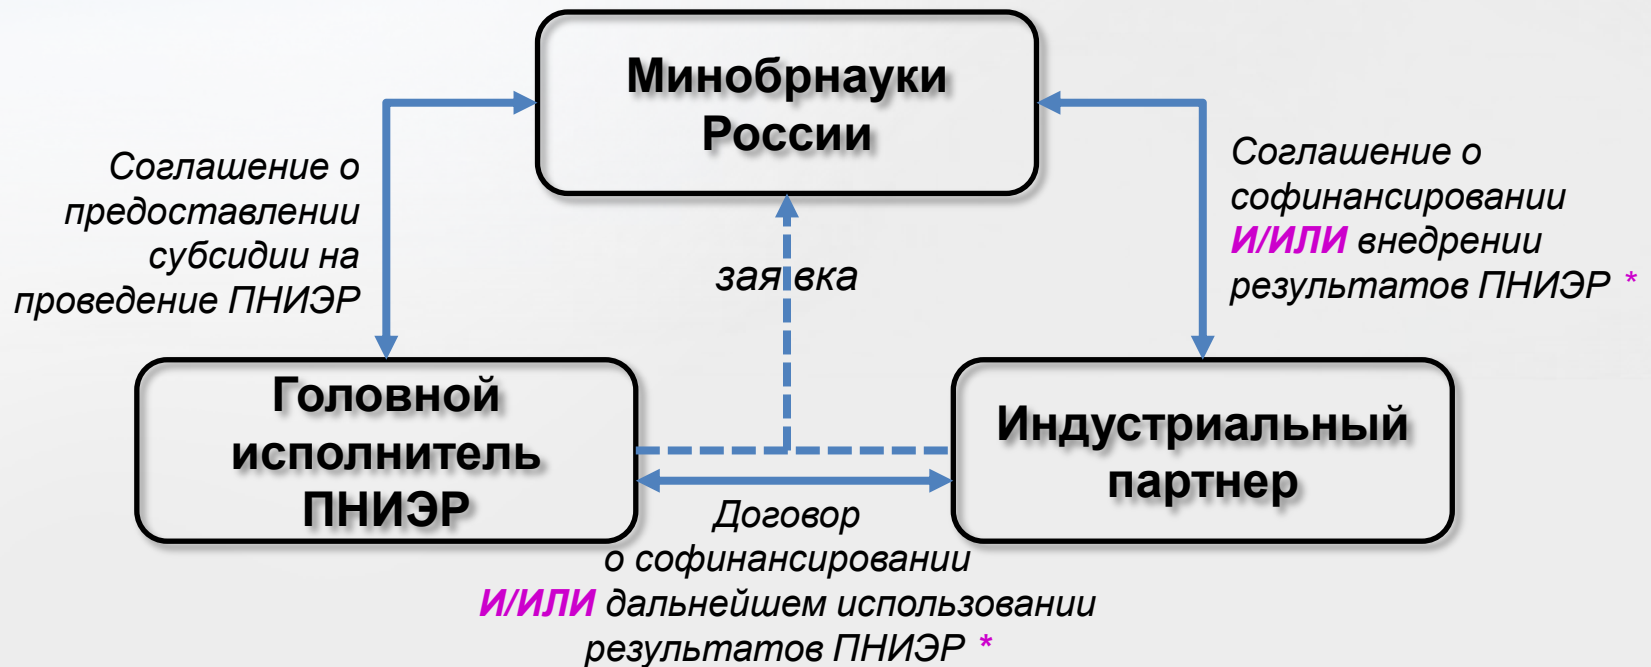 Минобрнауки
России
Соглашение о
предоставлении
субсидии на
проведение ПНИЭР
заявка
Соглашение о
софинансировании
И/ИЛИ внедрении
результатов ПНИЭР *
Головной
исполнитель
ПНИЭР
Индустриальный
партнер
Договор
о софинансировании
И/ИЛИ дальнейшем использовании
результатов ПНИЭР *